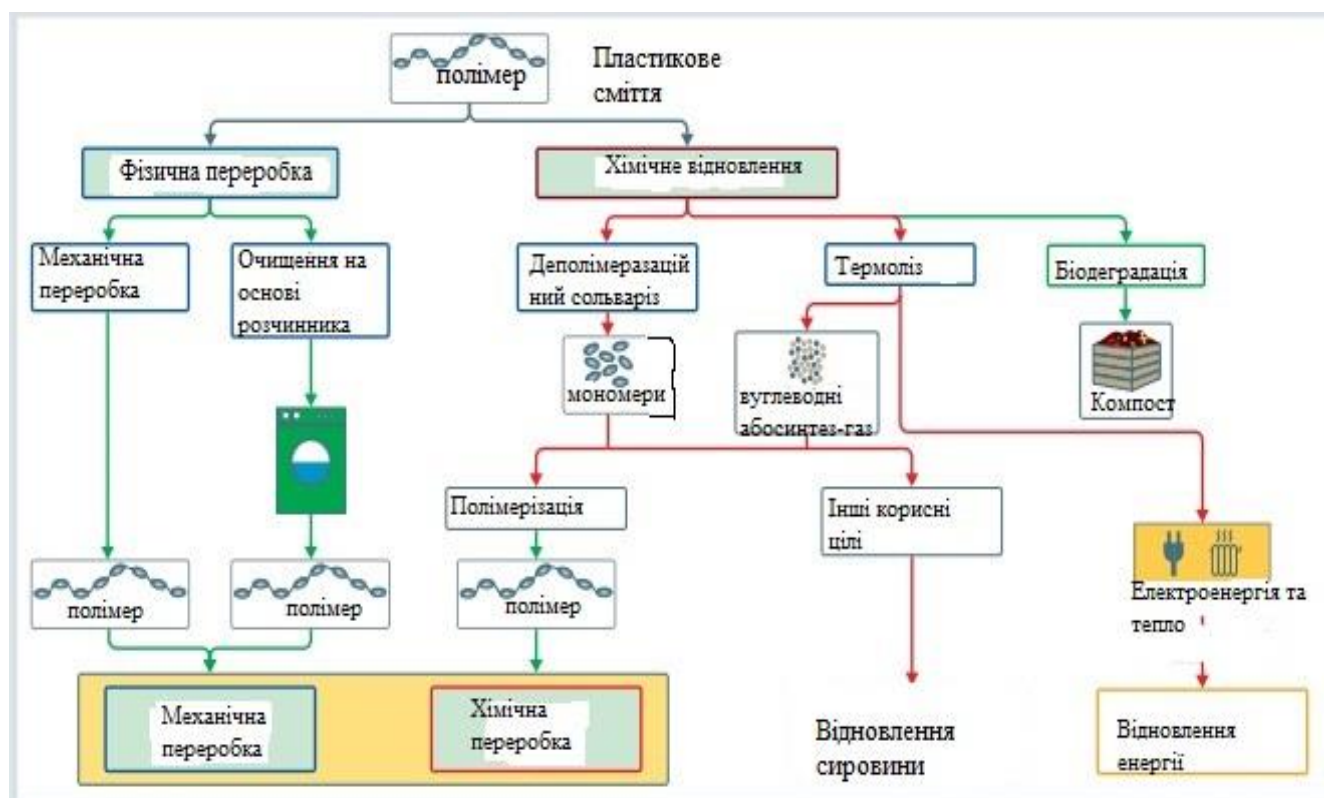 полімер
Пластикове
сміття
Фізична переробка
Хімічне відновлення
Механічна
переробка
Очищення на
основі
розчинника
Деполімеразацій
ний сольваріз
Термоліз
Біодеградація
мономери
вуглеводні
абосинтез-газ
Компост
Полімерізація
Інші корисні
цілі
Електроенергія та
тепло
полімер
полімер
полімер
Механічна
переробка
Хімічна
переробка
Відновлення
сировини
Відновлення
енергії